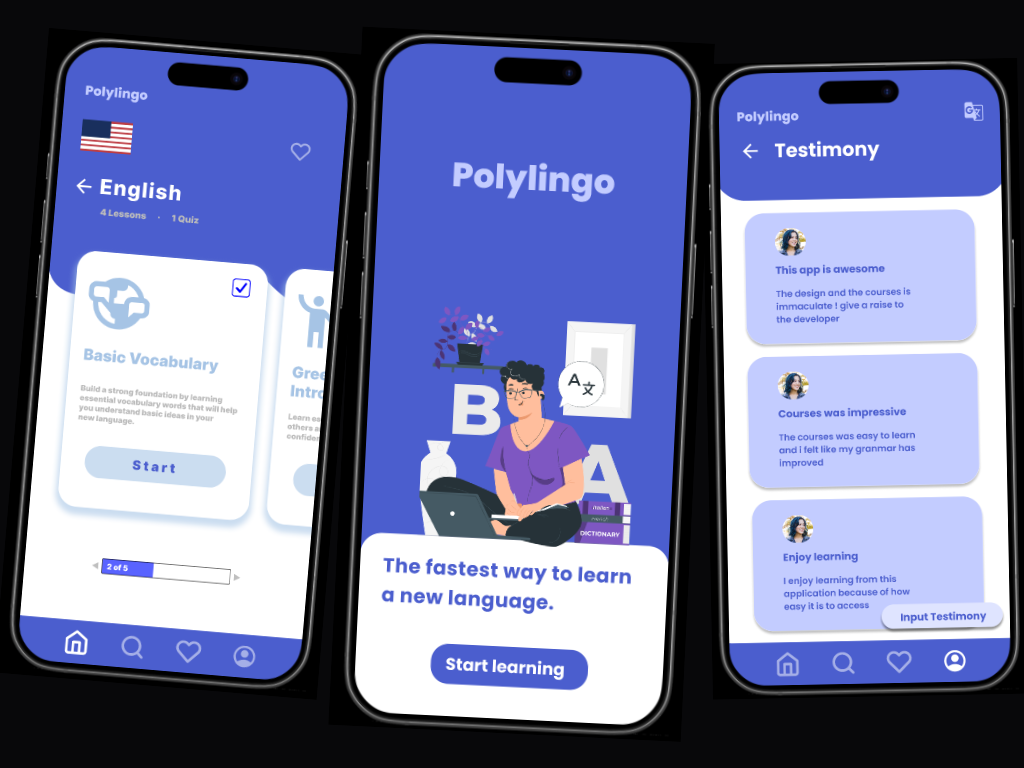 Polylingo
English
4 Lessons · 1 Quiz
Basic Vocabulary
Build a strong foundation by learning
essential vocabulary words that will help
you understand basic ideas in your
new language.
Start
Gree
Intro
Learn es
others a
confiden
2 of 5
Polylingo
B
A
A
DICTIONARY
The fastest way to learn
a new language.
Start learning
Polylingo
Testimony
This app is awesome
The design and the courses is
immaculate ! give a raise to
the developer
Courses was impressive
The courses was easy to learn
and i felt like my granmar has
improved
Enjoy learning
I enjoy learning from this
application because of how
easy it is to access
Input Testimony